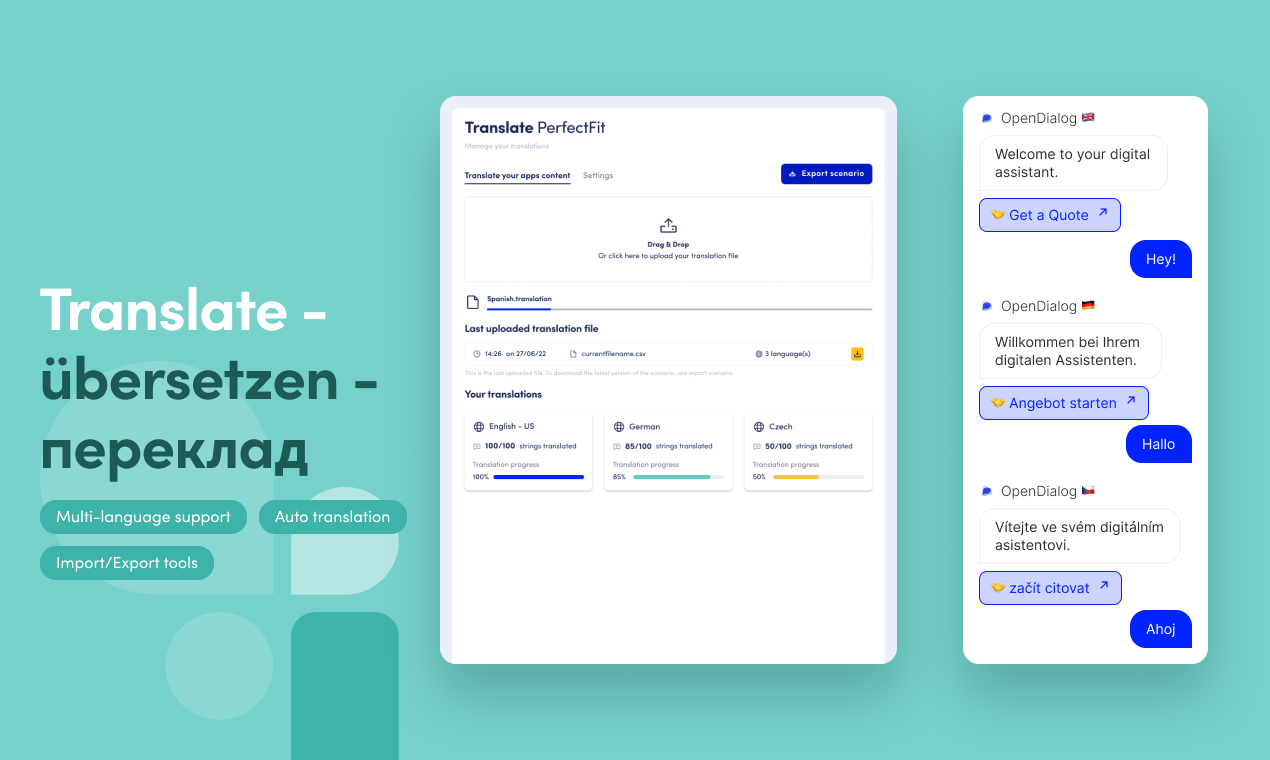 Translate -
übersetzen -
переклад
Multi-language support
Auto translation
Import/Export tools
Translate PerfectFit
Manage your translations
Translate your apps content
Settings
Export scenario
Drag & Drop
Or click here to upload your translation file
Spanish.translation
Last uploaded translation file
14:26 on 27/06/22
currentfilename.csv
3 language(s)
This is the last uploaded file. To download the latest version of the scenario, use export scenario.
Your translations
English - US
100/100 strings translated
Translation progress
100%
German
85/100 strings translated
Translation progress
85%
Czech
50/100 strings translated
Translation progress
50%
OpenDialog
Welcome to your digital
assistant.
Get a Quote
Hey!
OpenDialog
Willkommen bei Ihrem
digitalen Assistenten.
Angebot starten
Hallo
OpenDialog
Vítejte ve svém digitálním
asistentovi.
začít citovat
Ahoj